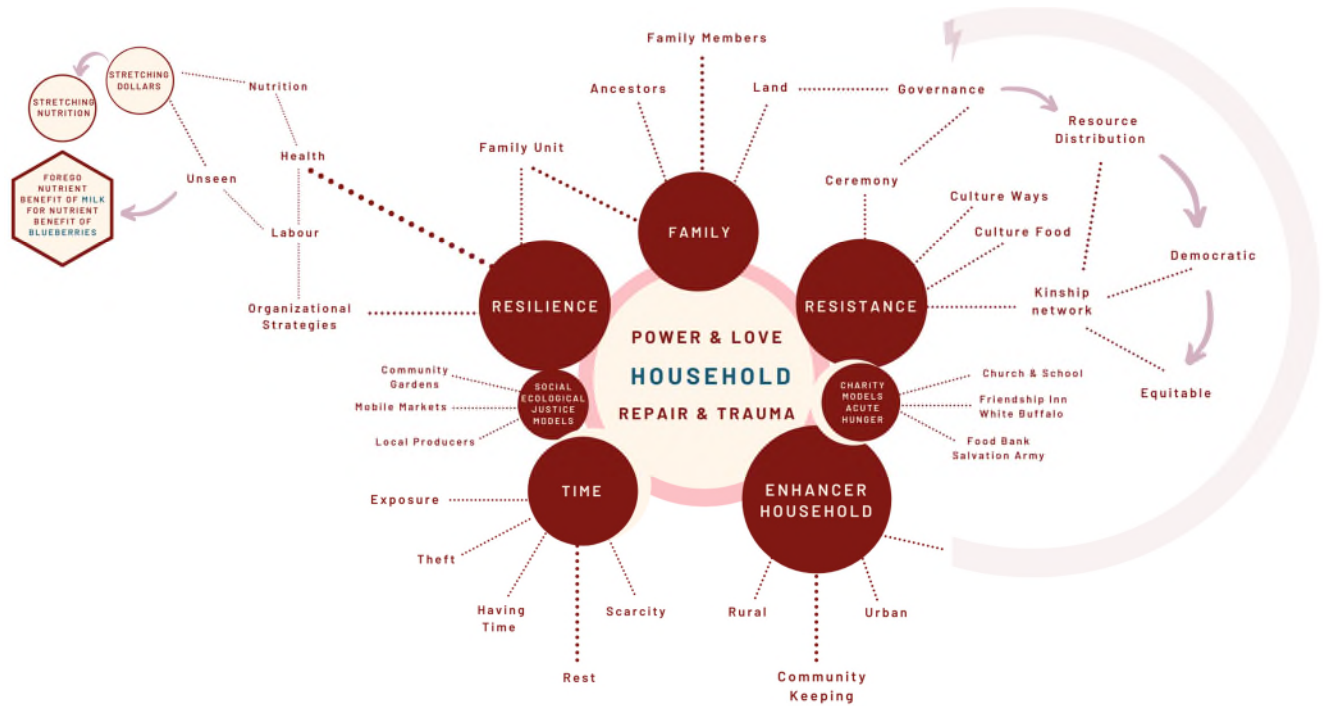 Family Members
STRETCHING
DOLLARS
Nutrition
Ancestors
Land
Governance
STRETCHING
NUTRITION
Resource
Distribution
Family Unit
Health
Unseen
Ceremony
FOREGO
NUTRIENT
BENEFIT OF MILK
FOR NUTRIENT
BENEFIT OF
BLUEBERRIES
Culture Ways
Labour
FAMILY
Culture Food
Democratic
Organizational
Strategies
RESILIENCE
RESISTANCE
Kinship
network
POWER & LOVE
HOUSEHOLD
REPAIR & TRAUMA
Community
Gardens
Mobile Markets
Local Producers
SOCIAL
ECOLOGICAL
JUSTICE
MODELS
CHARITY
MODELS
ACUTE
HUNGER
Church & School
Friendship Inn
White Buffalo
Food Bank
Salvation Army
Equitable
TIME
ENHANCER
HOUSEHOLD
Exposure
Theft
Having
Time
Scarcity
Rest
Rural
Urban
Community
Keeping